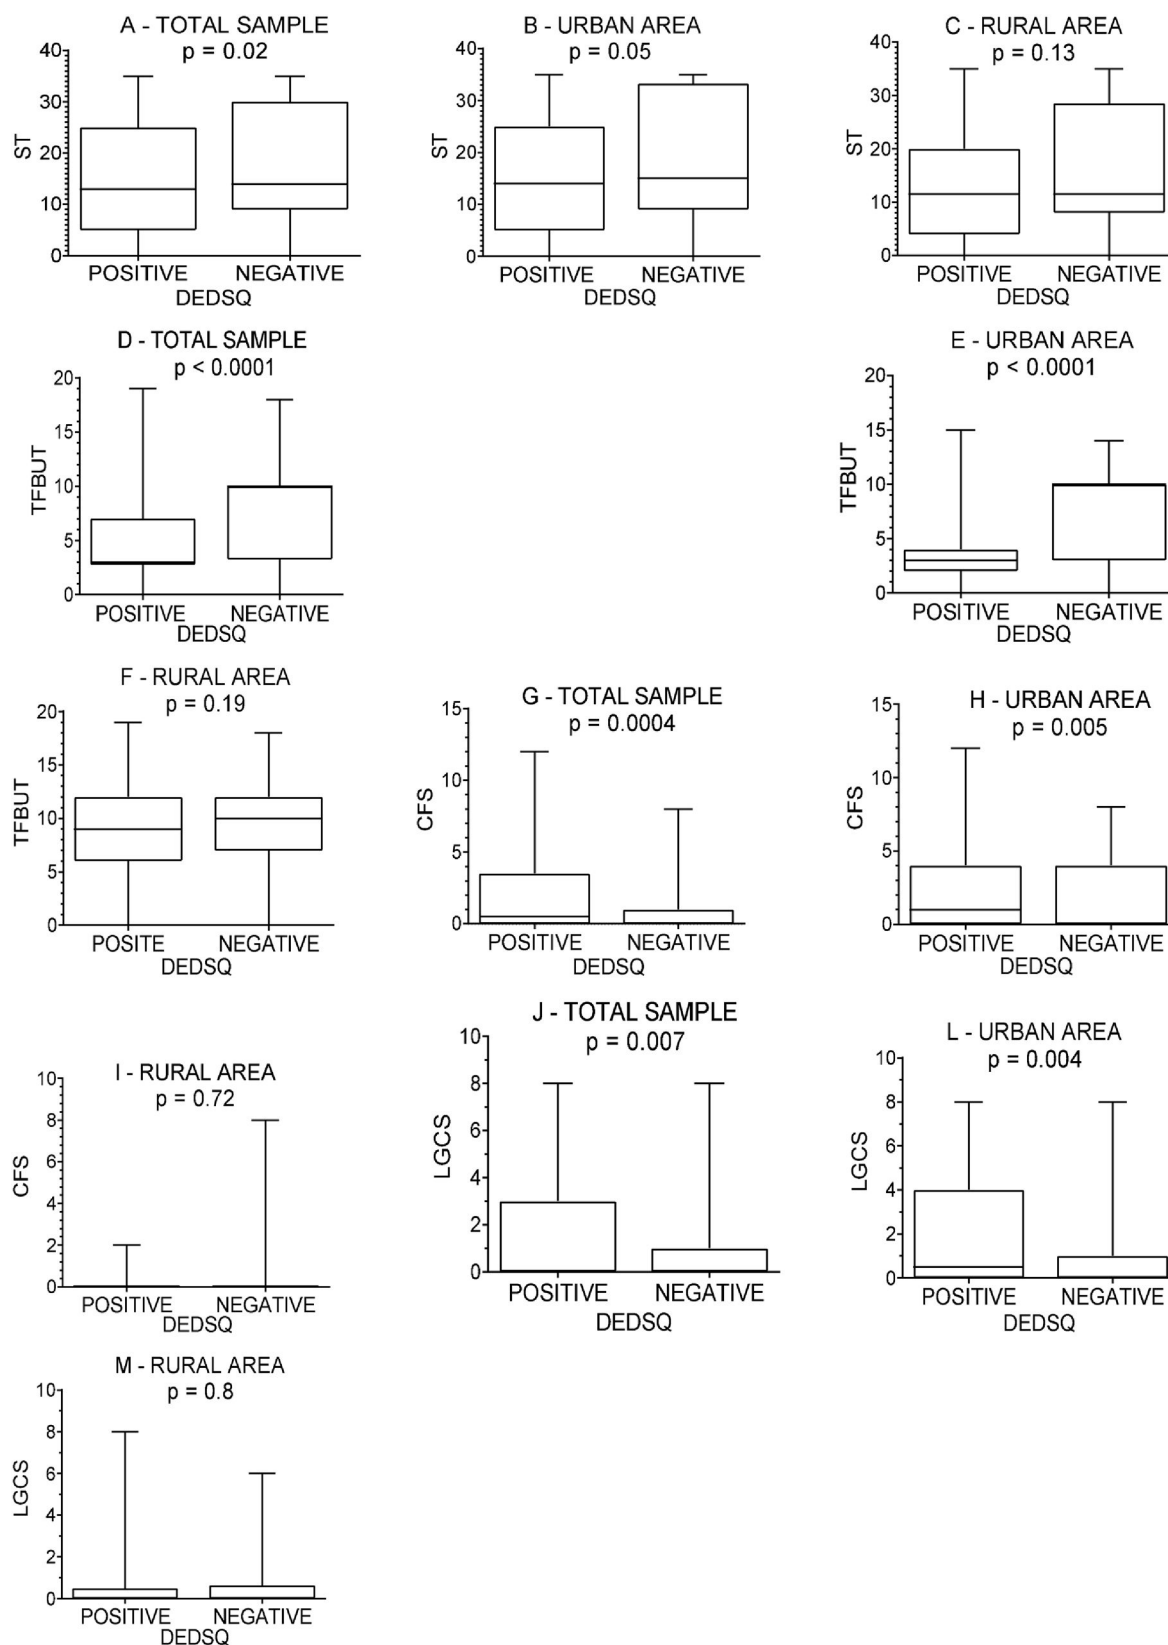 A - TOTAL SAMPLE
p = 0.02
40
30
20
10
0
ST
POSITIVE NEGATIVE
DEDSQ
B - URBAN AREA
p = 0.05
40
30
20
10
0
ST
POSITIVE NEGATIVE
DEDSQ
C - RURAL AREA
p = 0.13
40
30
20
10
0
ST
POSITIVE NEGATIVE
DEDSQ
D - TOTAL SAMPLE
p < 0.0001
20
15
10
5
0
TFBUT
POSITIVE NEGATIVE
DEDSQ
E - URBAN AREA
p < 0.0001
20
15
10
5
0
TFBUT
POSITIVE NEGATIVE
DEDSQ
F - RURAL AREA
p = 0.19
20
15
10
5
0
TFBUT
POSITE NEGATIVE
DEDSQ
G - TOTAL SAMPLE
p = 0.0004
15
10
5
0
CFS
POSITIVE NEGATIVE
DEDSQ
H - URBAN AREA
p = 0.005
15
10
5
0
CFS
POSITIVE NEGATIVE
DEDSQ
I - RURAL AREA
p = 0.72
10
8
6
4
2
0
CFS
POSITIVE NEGATIVE
DEDSQ
J - TOTAL SAMPLE
p = 0.007
10
8
6
4
2
0
LGCS
POSITIVE NEGATIVE
DEDSQ
L - URBAN AREA
p = 0.004
10
8
6
4
2
0
LGCS
POSITIVE NEGATIVE
DEDSQ
M - RURAL AREA
p = 0.8
10
8
6
4
2
0
LGCS
POSITIVE NEGATIVE
DEDSQ